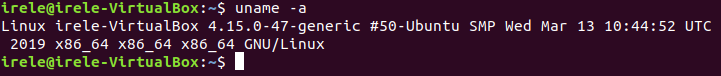 irele@irele-VirtualBox:~$ uname -a
Linux irele-VirtualBox 4.15.0-47-generic #50-Ubuntu SMP Wed Mar 13 10:44:52 UTC
 2019 x86_64 x86_64 x86_64 GNU/Linux
irele@irele-VirtualBox:~$